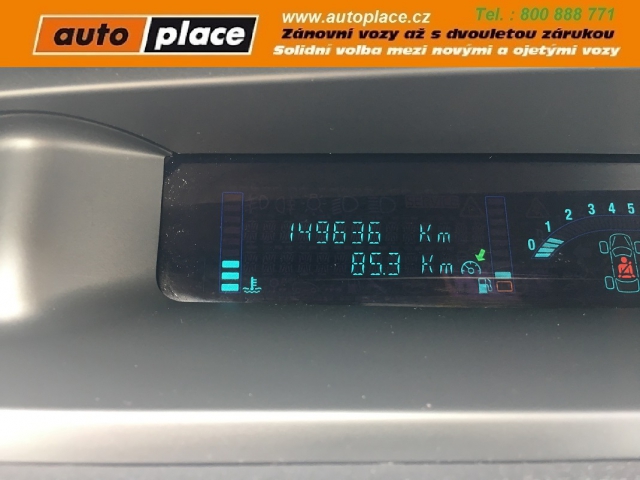 auto place
www.autoplace.cz
Tel. : 800 888 771
Zánovní vozy až s dvouletou zárukou
Solidní volba mezi novými a ojetými vozy
149636 Km
85.3 Km
0 1 2 3 4 5